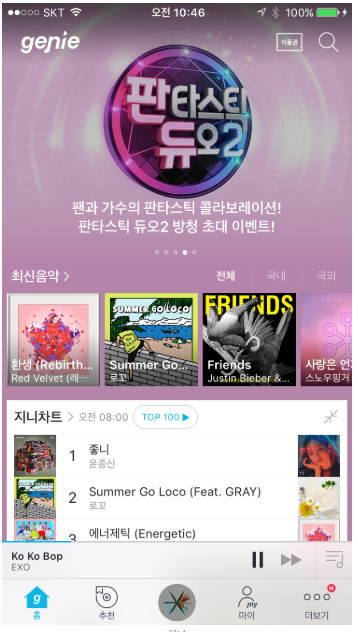 SKT
오전 10:46
100%
genie
이용권
판타스틱
듀오2
팬과 가수의 판타스틱 콜라보레이션!
판타스틱 듀오2 방청 초대 이벤트!
최신음악 >
전체 국내 국외
SUMMER GO LOCO
FRIENDS
환생 (Rebirth... Summer Go... Friends 사랑은 언
Red Velvet (레... 로꼬 Justin Bieber &... 스노우핑거
지니차트 > 오전 08:00 TOP 100 ▶
1 좋니
윤종신
2 Summer Go Loco (Feat. GRAY)
로꼬
3 에너제틱 (Energetic)
Ko Ko Bop
EXO
g
my
N
홈 추천 마이 더보기